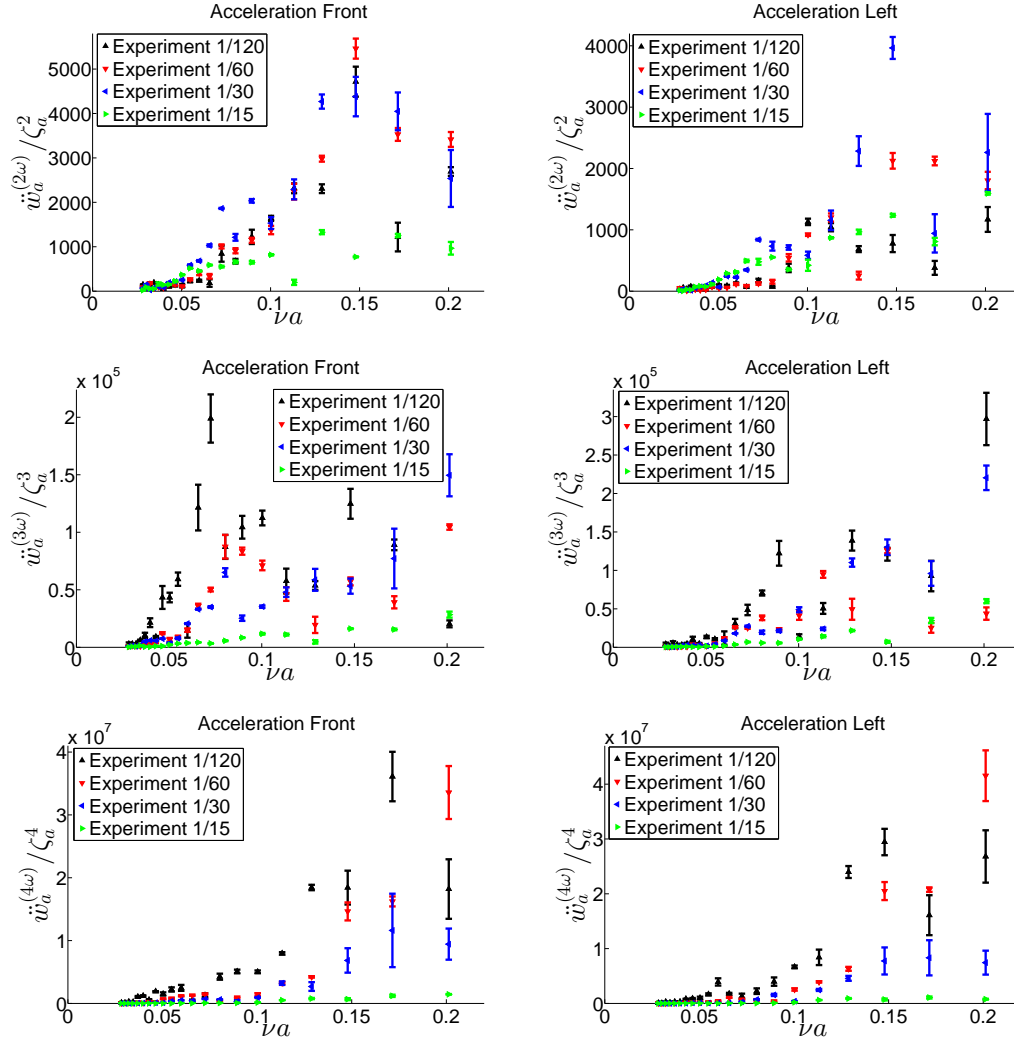 Acceleration Front
Experiment 1/120
Experiment 1/60
Experiment 1/30
Experiment 1/15
ẅₐ⁽²ω⁾/ζₐ²
5000
4000
3000
2000
1000
0
0 0.05 0.1 0.15 0.2
νa
Acceleration Left
Experiment 1/120
Experiment 1/60
Experiment 1/30
Experiment 1/15
ẅₐ⁽²ω⁾/ζₐ²
4000
3000
2000
1000
0
0 0.05 0.1 0.15 0.2
νa
Acceleration Front
x 10⁵
Experiment 1/120
Experiment 1/60
Experiment 1/30
Experiment 1/15
ẅₐ⁽³ω⁾/ζₐ³
2
1.5
1
0.5
0
0 0.05 0.1 0.15 0.2
νa
Acceleration Left
x 10⁵
Experiment 1/120
Experiment 1/60
Experiment 1/30
Experiment 1/15
ẅₐ⁽³ω⁾/ζₐ³
3
2.5
2
1.5
1
0.5
0
0 0.05 0.1 0.15 0.2
νa
Acceleration Front
x 10⁷
Experiment 1/120
Experiment 1/60
Experiment 1/30
Experiment 1/15
ẅₐ⁽⁴ω⁾/ζₐ⁴
4
3
2
1
0
0 0.05 0.1 0.15 0.2
νa
Acceleration Left
x 10⁷
Experiment 1/120
Experiment 1/60
Experiment 1/30
Experiment 1/15
ẅₐ⁽⁴ω⁾/ζₐ⁴
4
3
2
1
0
0 0.05 0.1 0.15 0.2
νa